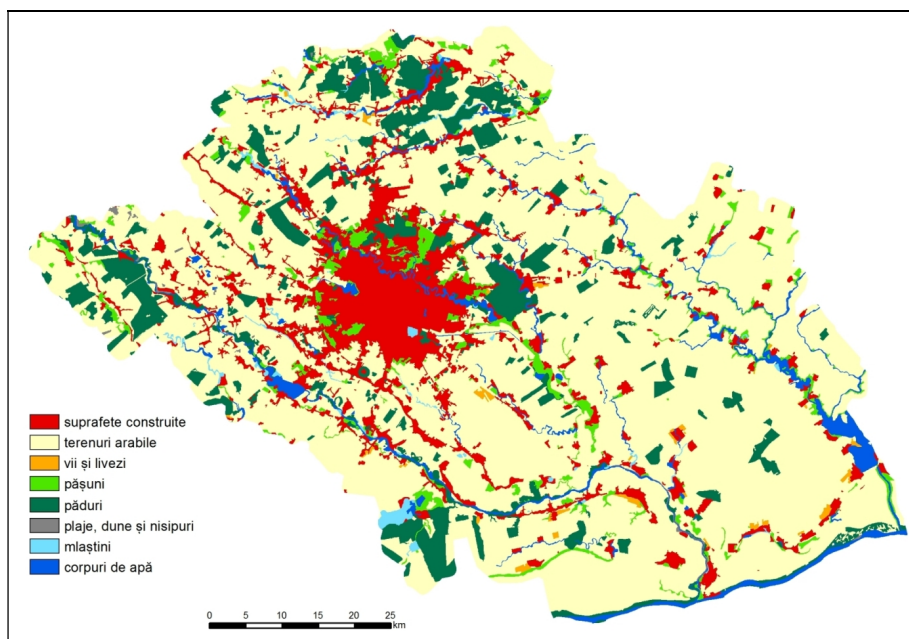 suprafețe construite
terenuri arabile
vii și livezi
pășuni
păduri
plaje, dune și nisipuri
mlaștini
corpuri de apă
0 5 10 15 20 25
km